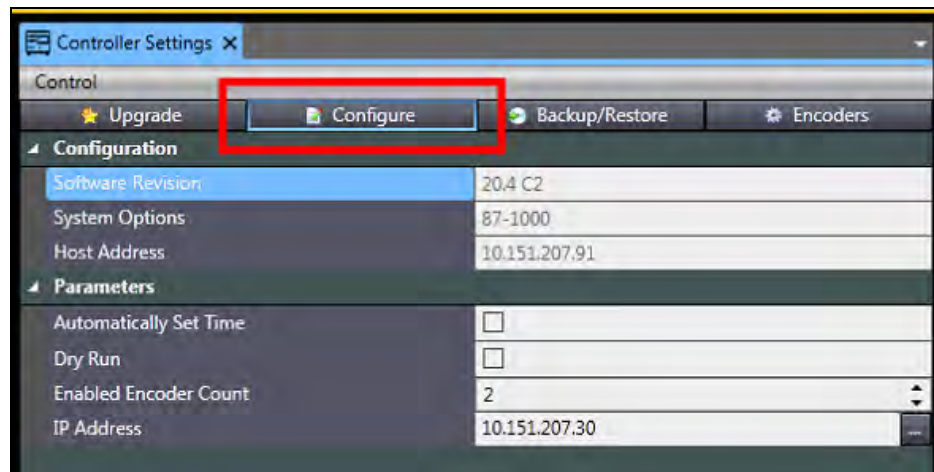 Controller Settings
Control
Upgrade Configure Backup/Restore Encoders
Configuration
Software Revision 20.4 C2
System Options 87-1000
Host Address 10.151.207.91
Parameters
Automatically Set Time
Dry Run
Enabled Encoder Count 2
IP Address 10.151.207.30 ...